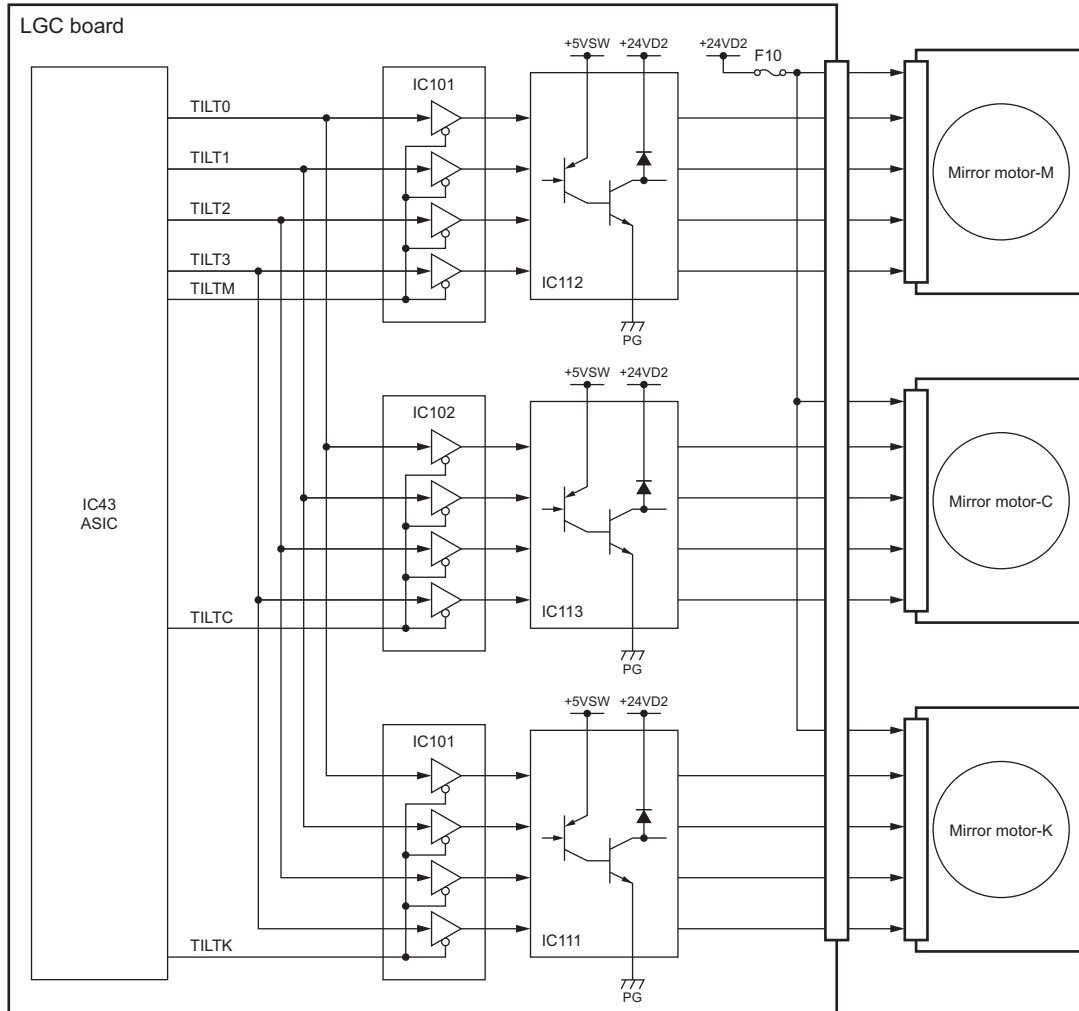 LGC board
+5VSW
+24VD2
+24VD2
F10
IC101
TILT0
TILT1
TILT2
TILT3
TILTM
IC112
PG
Mirror motor-M
+5VSW
+24VD2
IC102
IC43
ASIC
TILTC
IC113
PG
Mirror motor-C
+5VSW
+24VD2
IC101
TILTK
IC111
PG
Mirror motor-K